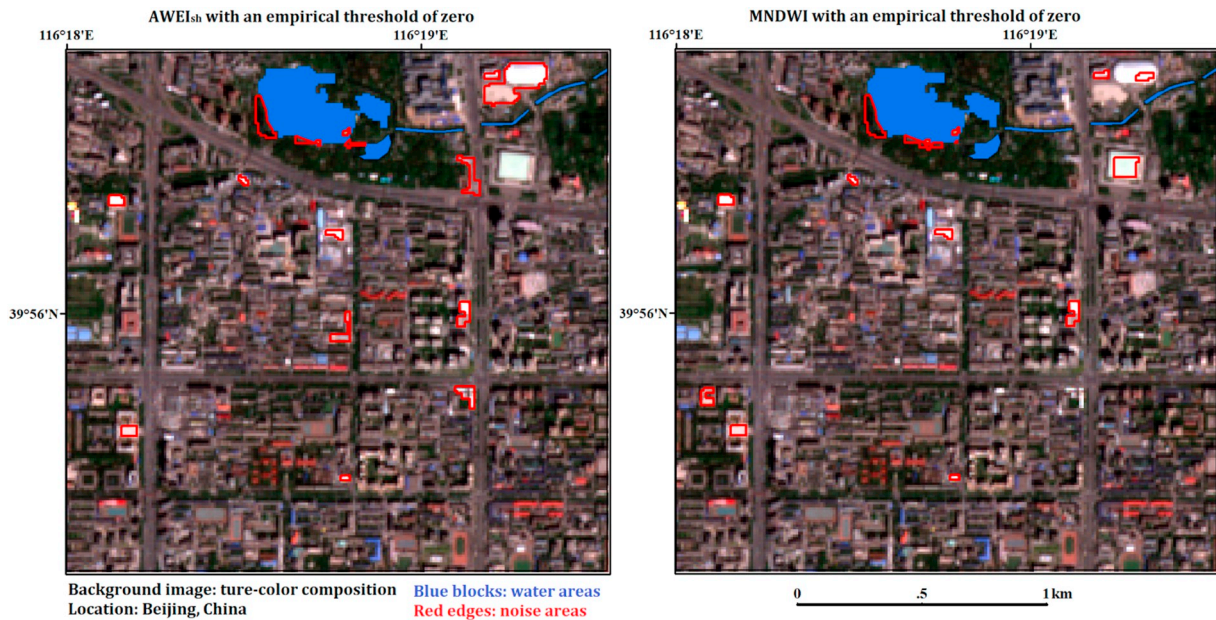 AWEIsh with an empirical threshold of zero
MNDWI with an empirical threshold of zero
116°18'E
116°19'E
116°18'E
116°19'E
39°56'N
39°56'N
Background image: ture-color composition
Location: Beijing, China
Blue blocks: water areas
Red edges: noise areas
0 .5 1km